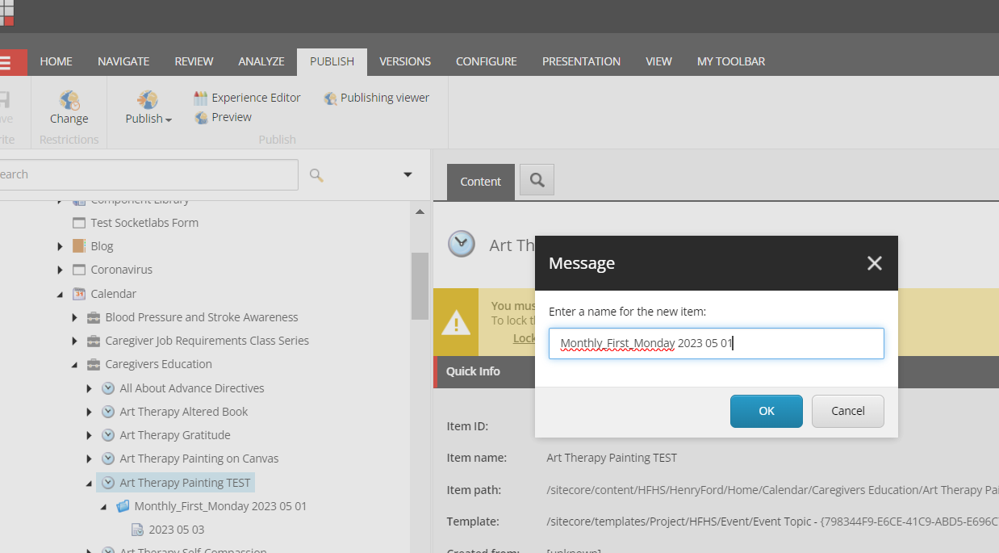 HOME NAVIGATE REVIEW ANALYZE PUBLISH VERSIONS CONFIGURE PRESENTATION VIEW MY TOOLBAR
Change
Restrictions
Publish
Experience Editor
Preview
Publishing viewer
Publish
Component Library
Test Socketlabs Form
Blog
Coronavirus
Calendar
Blood Pressure and Stroke Awareness
Caregiver Job Requirements Class Series
Caregivers Education
All About Advance Directives
Art Therapy Altered Book
Art Therapy Gratitude
Art Therapy Painting on Canvas
Art Therapy Painting TEST
Monthly_First_Monday 2023 05 01
2023 05 03
Art Therapy Self-Compassion
Content
Art Th
You mus
To lock t
Lock
Quick Info
Item ID:
Item name: Art Therapy Painting TEST
Item path: /sitecore/content/HFHS/HenryFord/Home/Calendar/Caregivers Education/Art Therapy Pai
Template: /sitecore/templates/Project/HFHS/Event/Event Topic - {798344F9-E6CE-41C9-ABD5-E696C
Created from: [unknown]
Message
Enter a name for the new item:
Monthly_First_Monday 2023 05 01
OK Cancel